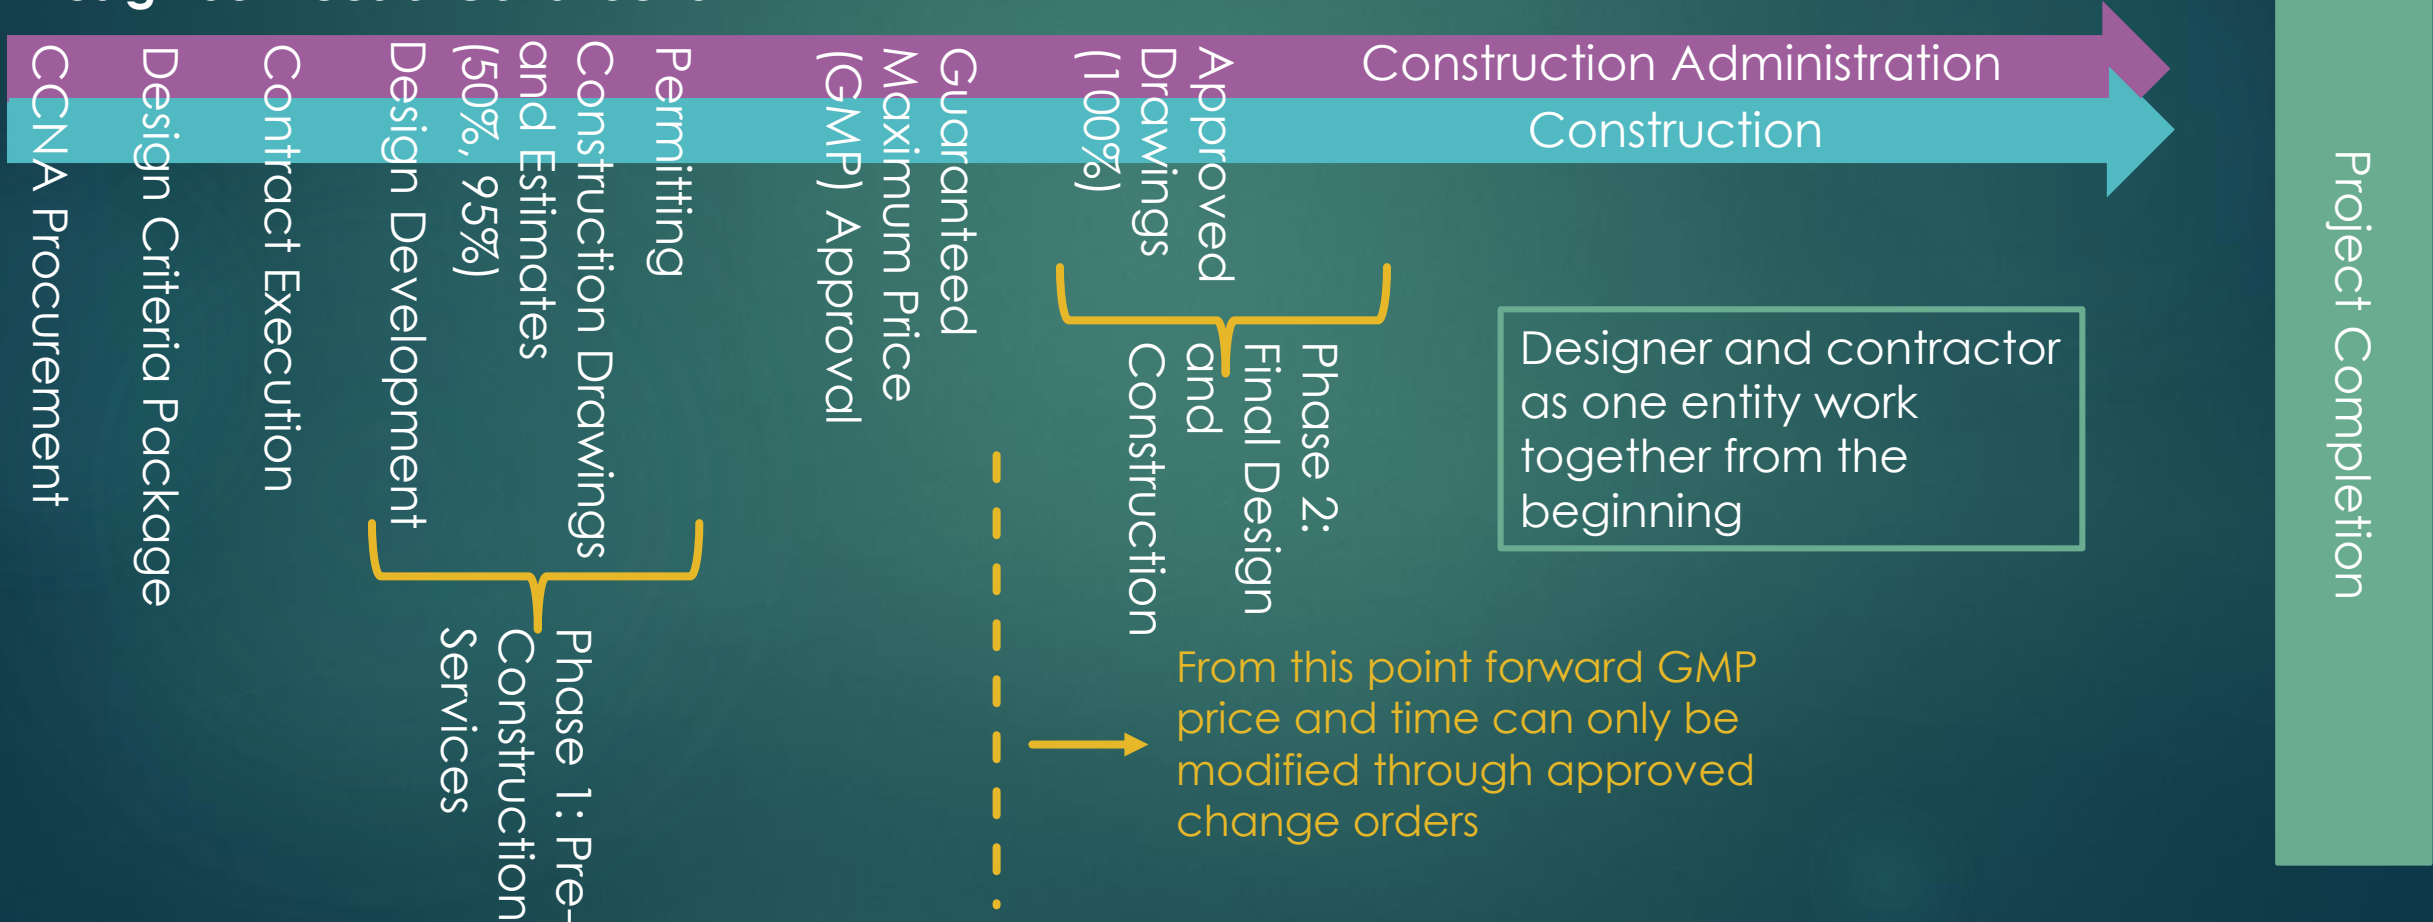 CCNA Procurement
Design Criteria Package
Contract Execution
Design Development
Construction Drawings
and Estimates
(50%, 95%)
Permitting
Guaranteed
Maximum Price
(GMP) Approval
Approved
Drawings
(100%)
Construction Administration
Construction
Phase 1: Pre-
Construction
Services
Phase 2:
Final Design
and
Construction
Designer and contractor
as one entity work
together from the
beginning
From this point forward GMP
price and time can only be
modified through approved
change orders
Project Completion